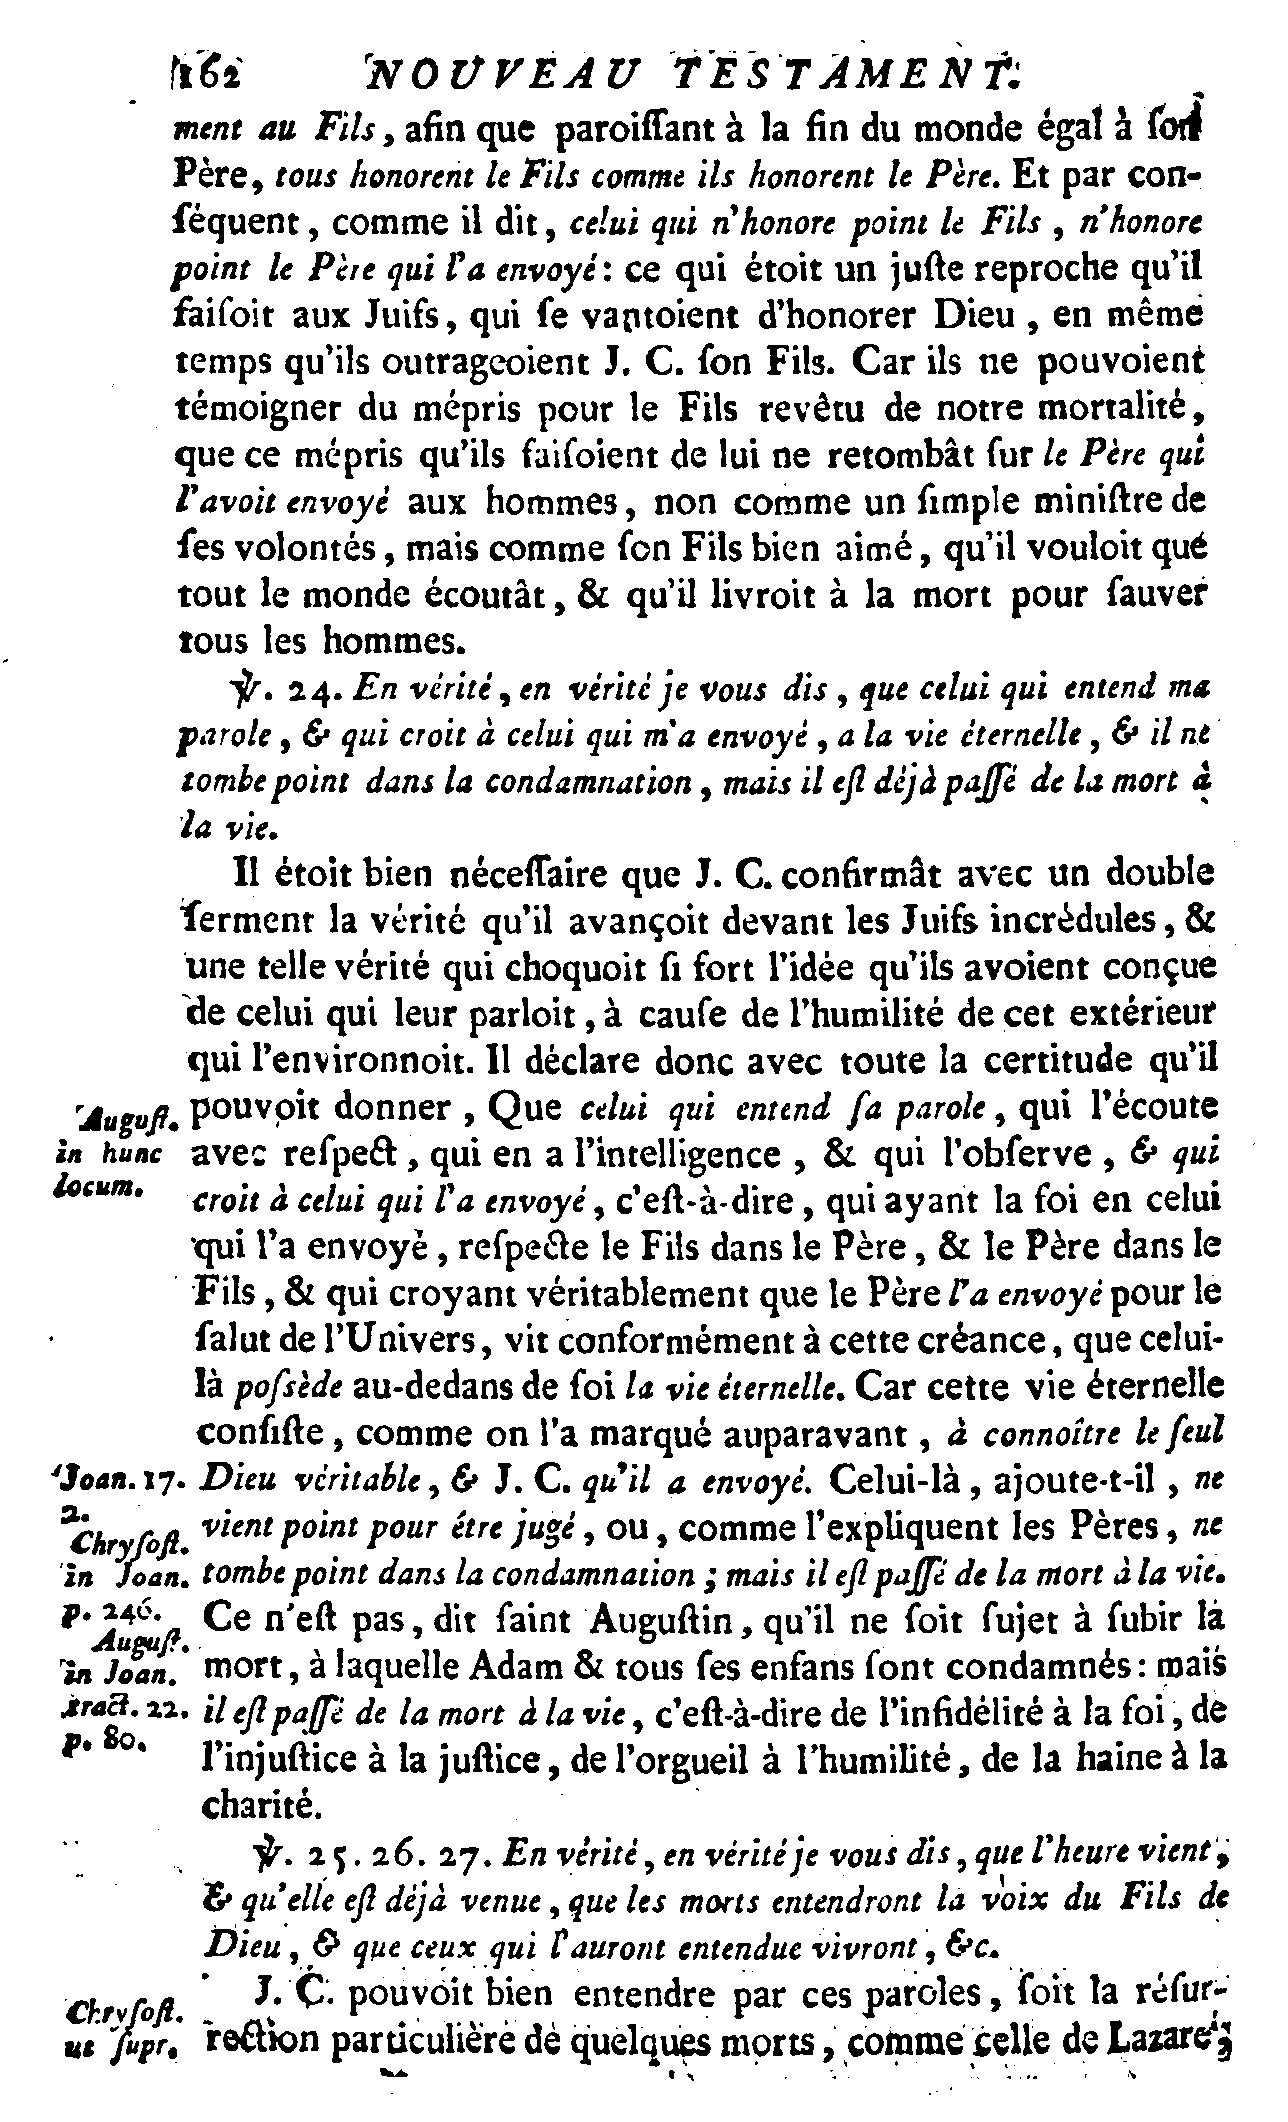 162 NOUVEAU TESTAMENT.
ment au Fils, afin que paroiſſant à la fin du monde égal à ſon
Père, tous honorent le Fils comme ils honorent le Père. Et par con-
ſéquent, comme il dit, celui qui n'honore point le Fils, n'honore
point le Père qui l'a envoyé: ce qui étoit un juſte reproche qu'il
faiſoit aux Juifs, qui ſe vantoient d'honorer Dieu, en même
temps qu'ils outrageoient J. C. ſon Fils. Car ils ne pouvoient
témoigner du mépris pour le Fils revêtu de notre mortalité,
que ce mépris qu'ils faiſoient de lui ne retombât ſur le Père qui
l'avoit envoyé aux hommes, non comme un ſimple miniſtre de
ſes volontés, mais comme ſon Fils bien aimé, qu'il vouloit que
tout le monde écoutât, & qu'il livroit à la mort pour ſauver
tous les hommes.
℣. 24. En vérité, en vérité je vous dis, que celui qui entend ma
parole, & qui croit à celui qui m'a envoyé, a la vie éternelle, & il ne
tombe point dans la condamnation, mais il eſt déjà paſſé de la mort à
la vie.
Il étoit bien néceſſaire que J. C. confirmât avec un double
ſerment la vérité qu'il avançoit devant les Juifs incrédules, &
une telle vérité qui choquoit ſi fort l'idée qu'ils avoient conçue
de celui qui leur parloit, à cauſe de l'humilité de cet extérieur
qui l'environnoit. Il déclare donc avec toute la certitude qu'il
Auguſt. pouvoit donner, Que celui qui entend ſa parole, qui l'écoute
in hunc avec reſpect, qui en a l'intelligence, & qui l'obſerve, & qui
locum. croit à celui qui l'a envoyé, c'eſt-à-dire, qui ayant la foi en celui
qui l'a envoyè, reſpecte le Fils dans le Père, & le Père dans le
Fils, & qui croyant véritablement que le Père l'a envoyé pour le
ſalut de l'Univers, vit conformément à cette créance, que celui-
là poſsède au-dedans de ſoi la vie éternelle. Car cette vie éternelle
conſiſte, comme on l'a marqué auparavant, à connoître le ſeul
Joan. 17. Dieu véritable, & J. C. qu'il a envoyé. Celui-là, ajoute-t-il, ne
2.
Chryſoſt. vient point pour être jugé, ou, comme l'expliquent les Pères, ne
in Joan. tombe point dans la condamnation; mais il eſt paſſé de la mort à la vie.
p. 246. Ce n'eſt pas, dit ſaint Auguſtin, qu'il ne ſoit ſujet à ſubir la
Auguſt.
in Joan. mort, à laquelle Adam & tous ſes enfans ſont condamnés: mais
tract. 22. il eſt paſſé de la mort à la vie, c'eſt-à-dire de l'infidélité à la foi, de
p. 80. l'injuſtice à la juſtice, de l'orgueil à l'humilité, de la haine à la
charité.
℣. 25. 26. 27. En vérité, en vérité je vous dis, que l'heure vient,
& qu'elle eſt déjà venue, que les morts entendront la voix du Fils de
Dieu, & que ceux qui l'auront entendue vivront, &c.
Chryſoſt. J. C. pouvoit bien entendre par ces paroles, ſoit la réſur-
ut ſupr. rection particulière de quelques morts, comme celle de Lazare;